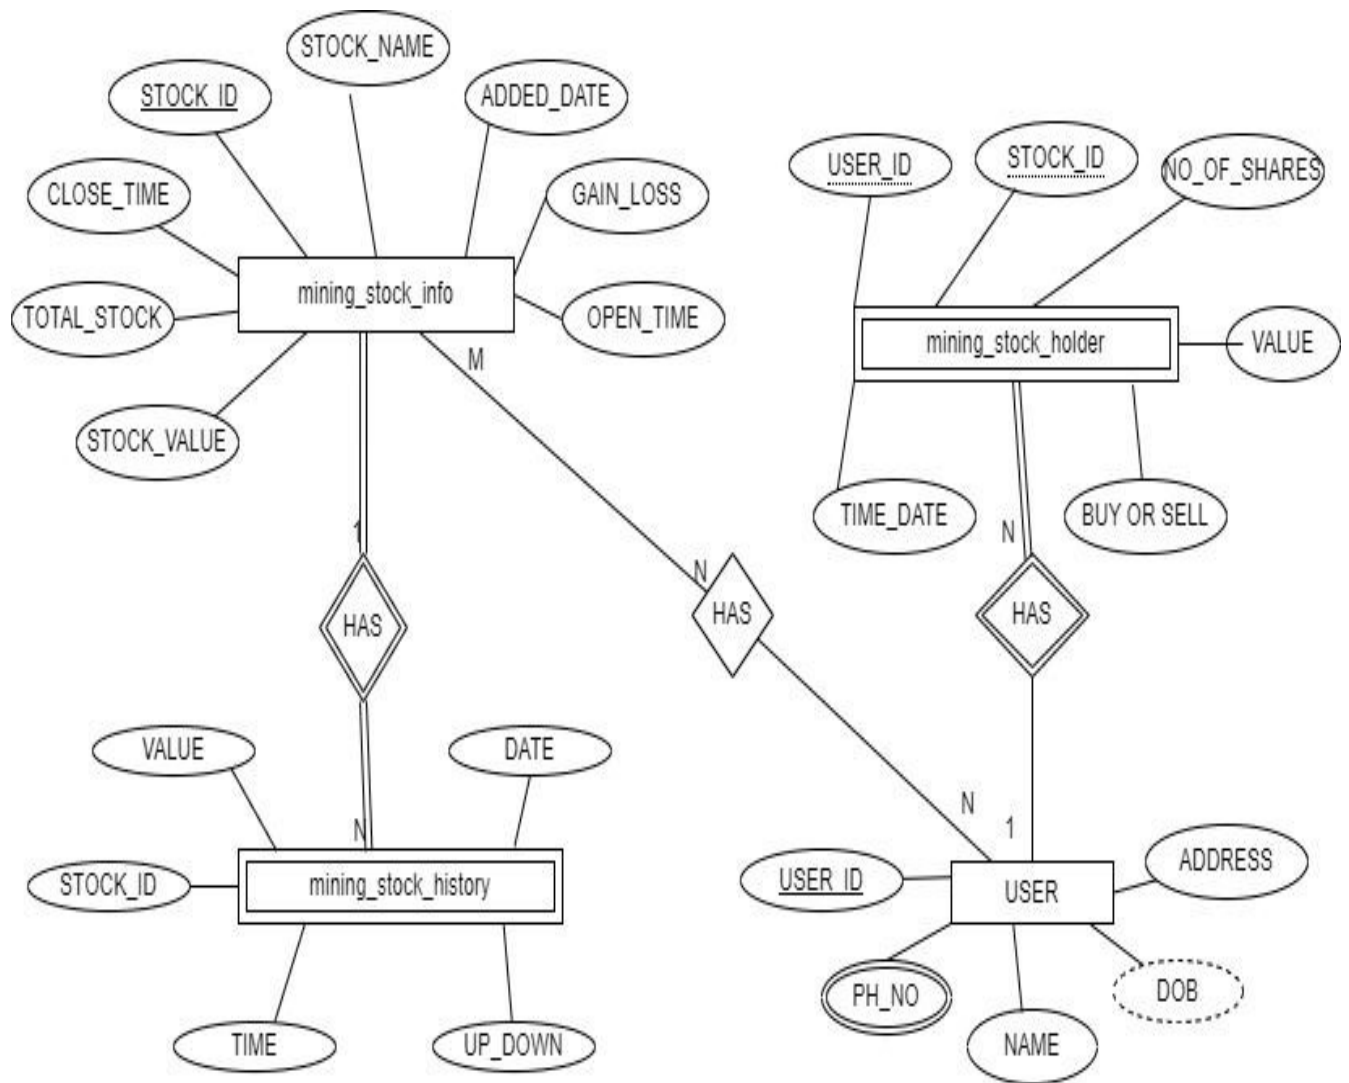 STOCK_NAME
STOCK_ID
ADDED_DATE
CLOSE_TIME
GAIN_LOSS
TOTAL_STOCK
mining_stock_info
OPEN_TIME
STOCK_VALUE
M
1
HAS
N
HAS
N
USER_ID
STOCK_ID
NO_OF_SHARES
mining_stock_holder
VALUE
TIME_DATE
BUY OR SELL
N
HAS
1
VALUE
DATE
N
STOCK_ID
mining_stock_history
TIME
UP_DOWN
USER_ID
USER
ADDRESS
PH_NO
NAME
DOB